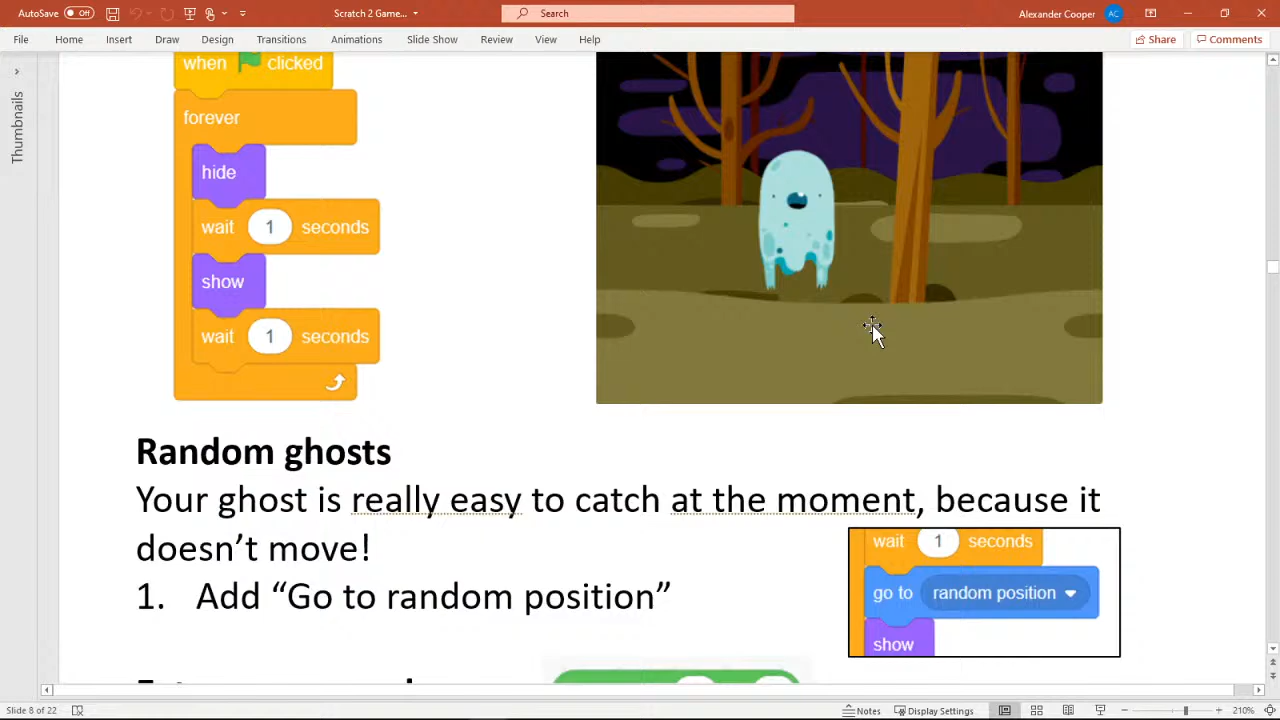 AutoSave Off Scratch 2 Game... Search Alexander Cooper AC
File Home Insert Draw Design Transitions Animations Slide Show Review View Help Share Comments
Thumbnails
when clicked
forever
hide
wait 1 seconds
show
wait 1 seconds
Random ghosts
Your ghost is really easy to catch at the moment, because it
doesn’t move!
1. Add “Go to random position”
wait 1 seconds
go to random position
show
Slide 8 of 22 Notes Display Settings 210%